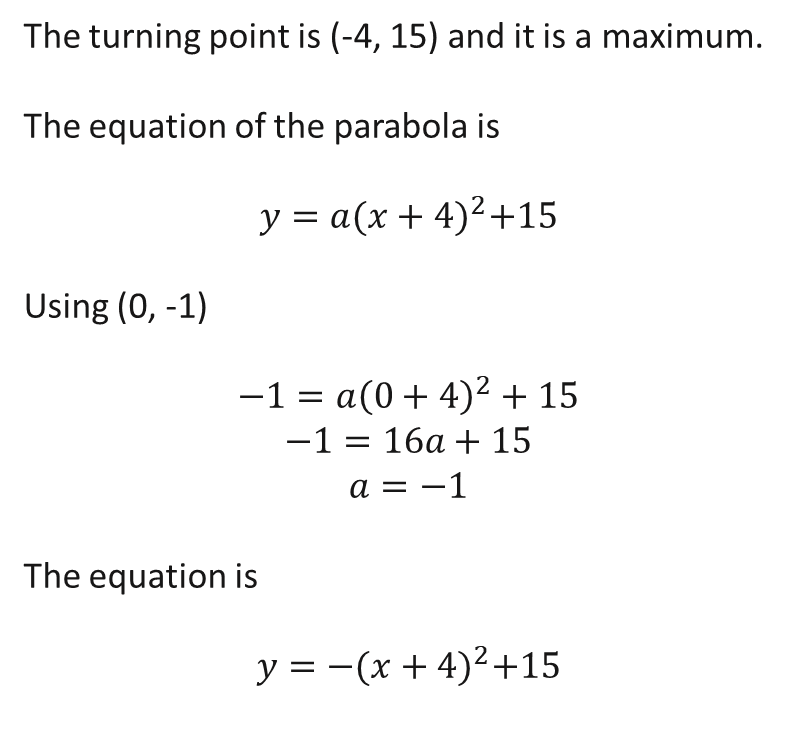 The turning point is (-4, 15) and it is a maximum.
The equation of the parabola is
y = a(x + 4)²+15
Using (0, -1)
−1 = a(0 + 4)² + 15
−1 = 16a + 15
a = −1
The equation is
y = −(x + 4)²+15